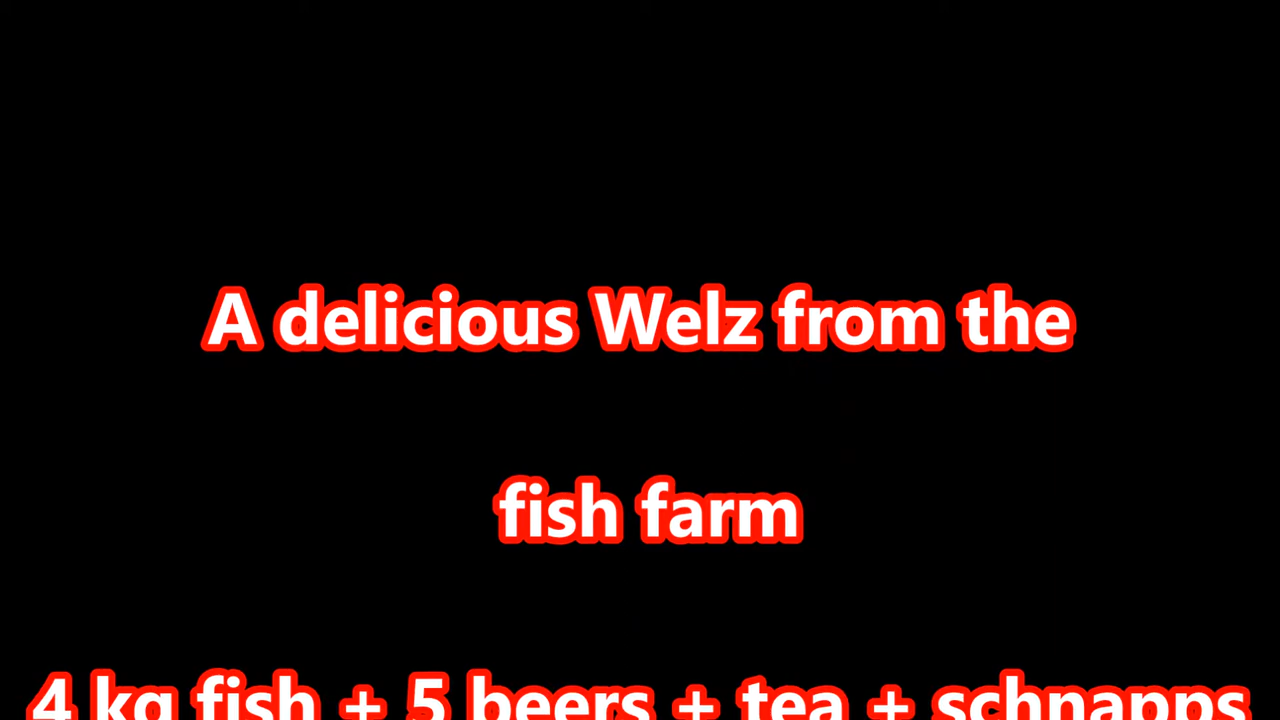 A delicious Welz from the
fish farm
4 kg fish + 5 beers + tea + schnapps